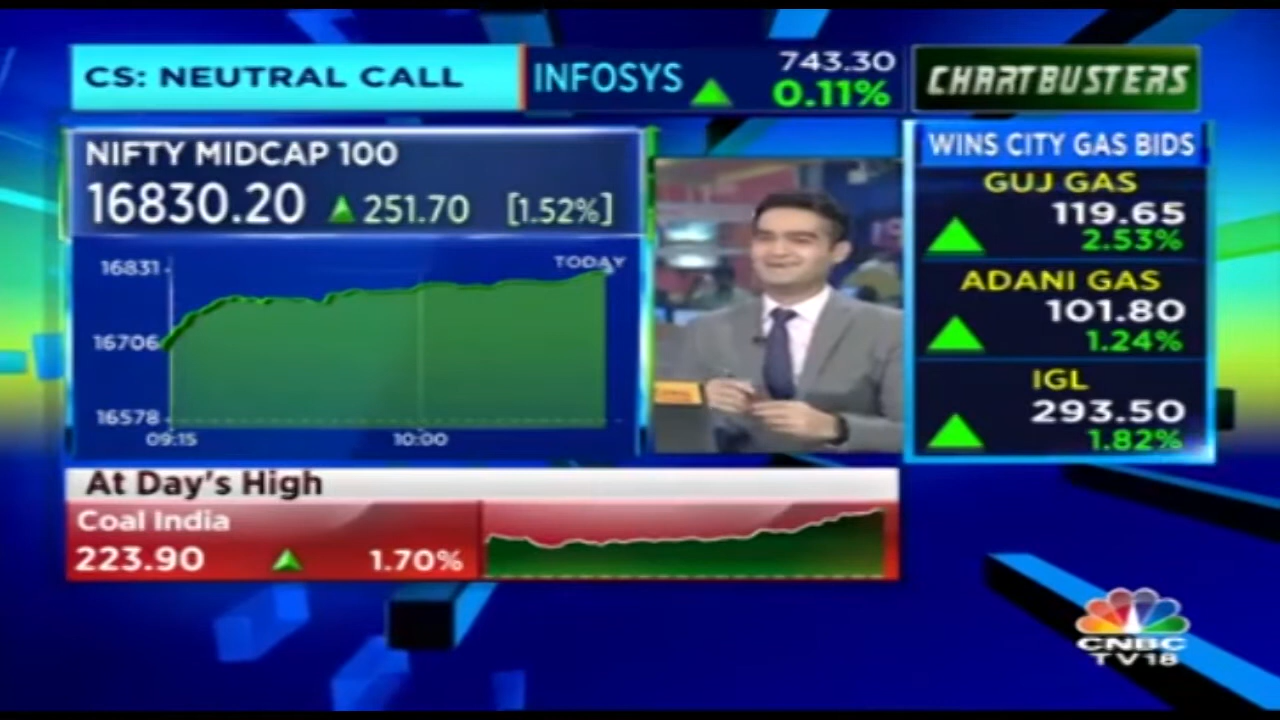 CS: NEUTRAL CALL
INFOSYS
743.30
0.11%
CHARTBUSTERS
NIFTY MIDCAP 100
16830.20 251.70 [1.52%]
TODAY
16831
16706
16578
09:15 10:00
WINS CITY GAS BIDS
GUJ GAS
119.65
2.53%
ADANI GAS
101.80
1.24%
IGL
293.50
1.82%
At Day's High
Coal India
223.90 1.70%
CNBC
TV18